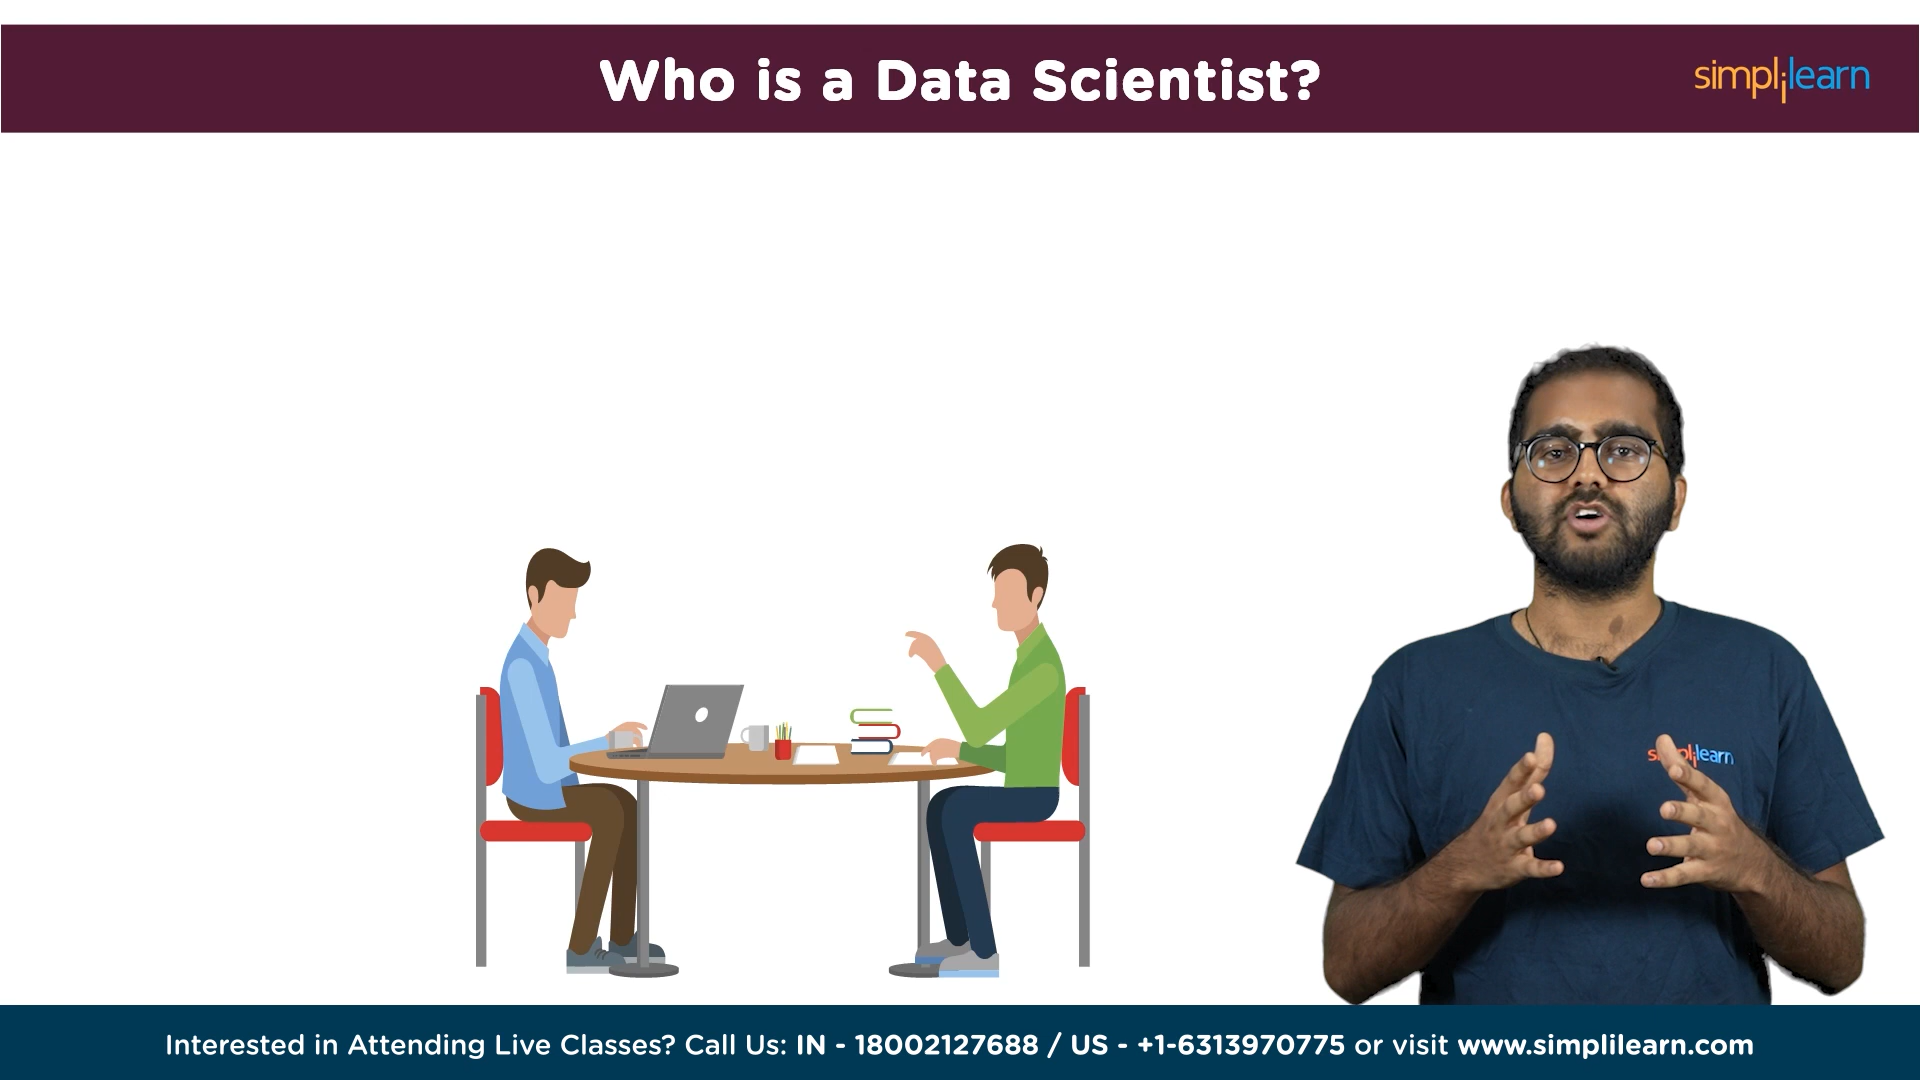 Who is a Data Scientist?
simplilearn
simplilearn
Interested in Attending Live Classes? Call Us: IN - 18002127688 / US - +1-6313970775 or visit www.simplilearn.com